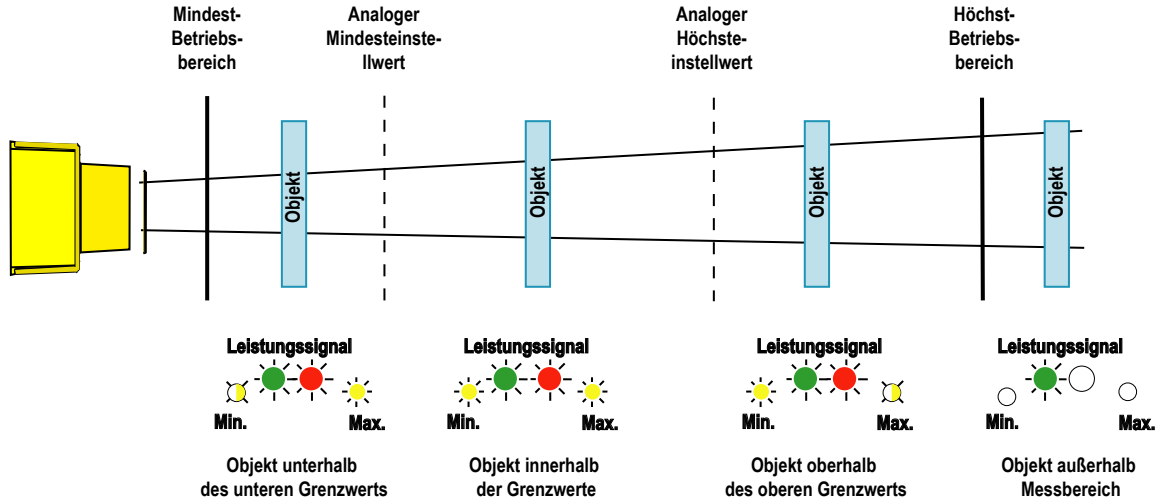 Mindest-
Betriebs-
bereich
Analoger
Mindesteinste-
llwert
Analoger
Höchste-
instellwert
Höchst-
Betriebs-
bereich
Objekt
Objekt
Objekt
Objekt
Leistungssignal
Min.
Max.
Objekt unterhalb
des unteren Grenzwerts
Leistungssignal
Min.
Max.
Objekt innerhalb
der Grenzwerte
Leistungssignal
Min.
Max.
Objekt oberhalb
des oberen Grenzwerts
Leistungssignal
Min.
Max.
Objekt außerhalb
Messbereich